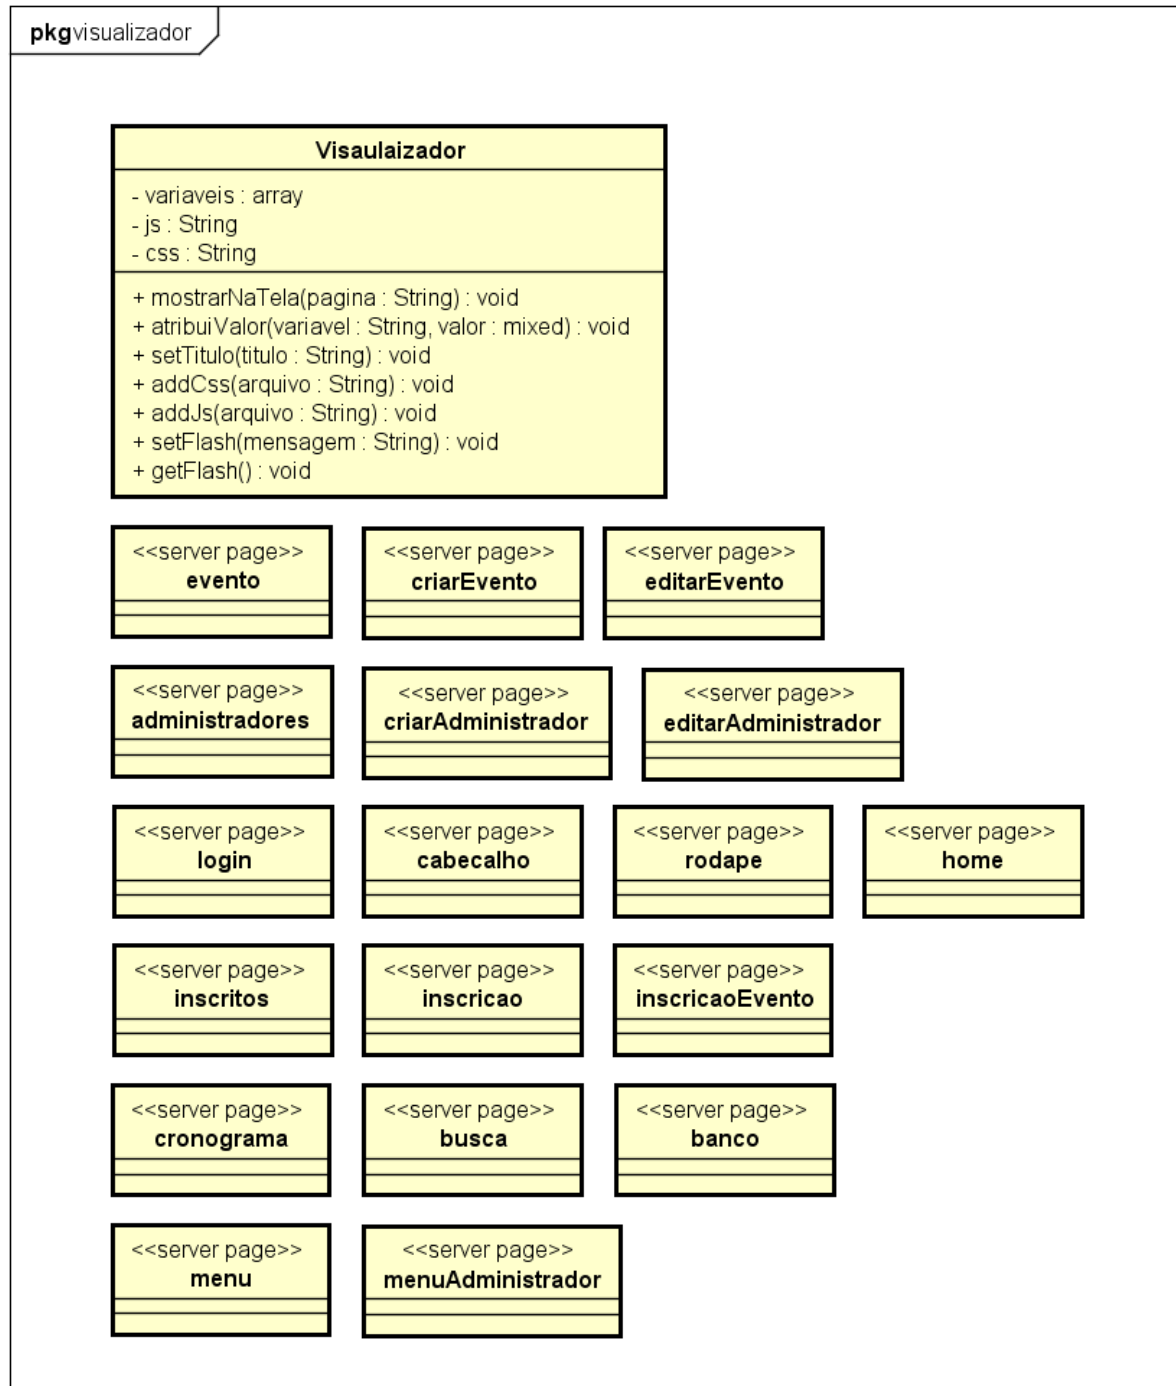 pkgvisualizador
Visaulaizador
- variaveis : array
- js : String
- css : String
+ mostrarNaTela(pagina : String) : void
+ atribuiValor(variavel : String, valor : mixed) : void
+ setTitulo(titulo : String) : void
+ addCss(arquivo : String) : void
+ addJs(arquivo : String) : void
+ setFlash(mensagem : String) : void
+ getFlash() : void
<<server page>>
evento
<<server page>>
criarEvento
<<server page>>
editarEvento
<<server page>>
administradores
<<server page>>
criarAdministrador
<<server page>>
editarAdministrador
<<server page>>
login
<<server page>>
cabecalho
<<server page>>
rodape
<<server page>>
home
<<server page>>
inscritos
<<server page>>
inscricao
<<server page>>
inscricaoEvento
<<server page>>
cronograma
<<server page>>
busca
<<server page>>
banco
<<server page>>
menu
<<server page>>
menuAdministrador